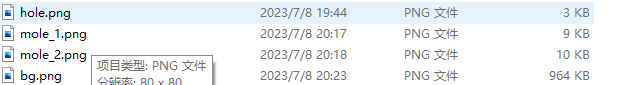 hole.png 2023/7/8 19:44 PNG 文件 3 KB
mole_1.png 2023/7/8 20:17 PNG 文件 9 KB
mole_2.png 2023/7/8 20:18 PNG 文件 10 KB
项目类型: PNG 文件
bg.png 2023/7/8 20:23 PNG 文件 964 KB
分辨率: 80 x 80